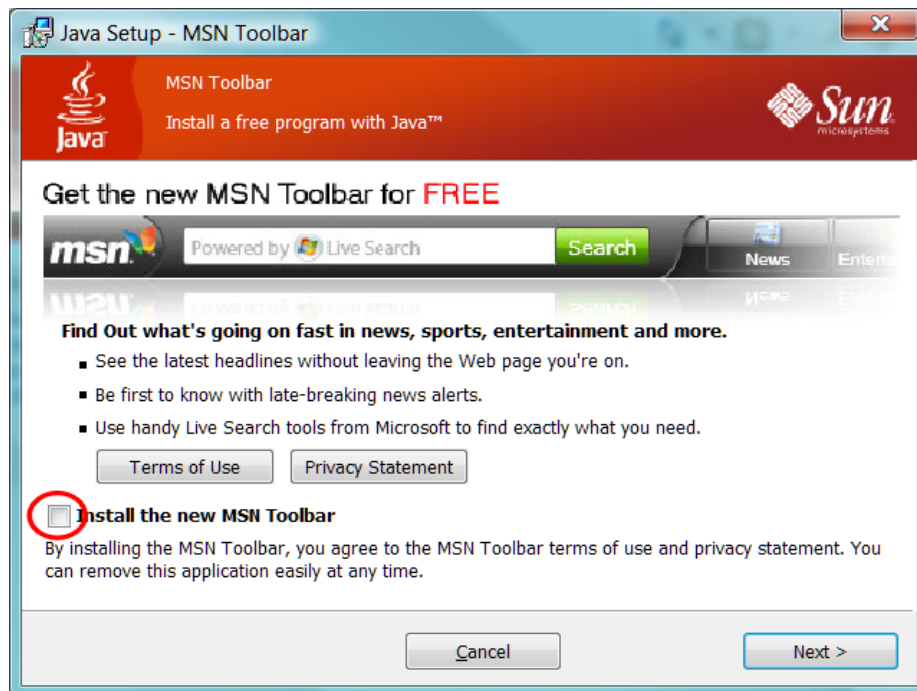 Java Setup - MSN Toolbar
MSN Toolbar
Install a free program with Java™
Java
Sun
microsystems
Get the new MSN Toolbar for FREE
msn
Powered by Live Search
Search
News
Find Out what's going on fast in news, sports, entertainment and more.
See the latest headlines without leaving the Web page you're on.
Be first to know with late-breaking news alerts.
Use handy Live Search tools from Microsoft to find exactly what you need.
Terms of Use Privacy Statement
Install the new MSN Toolbar
By installing the MSN Toolbar, you agree to the MSN Toolbar terms of use and privacy statement. You
can remove this application easily at any time.
Cancel Next >